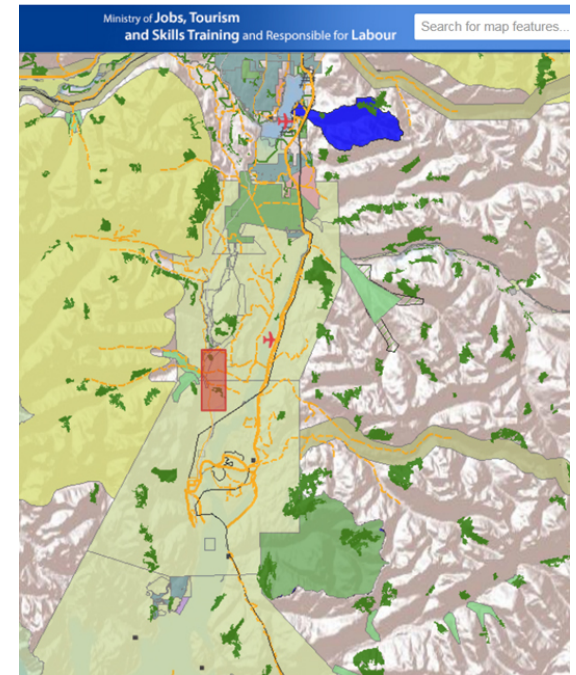 Ministry of Jobs, Tourism
and Skills Training and Responsible for Labour
Search for map features...